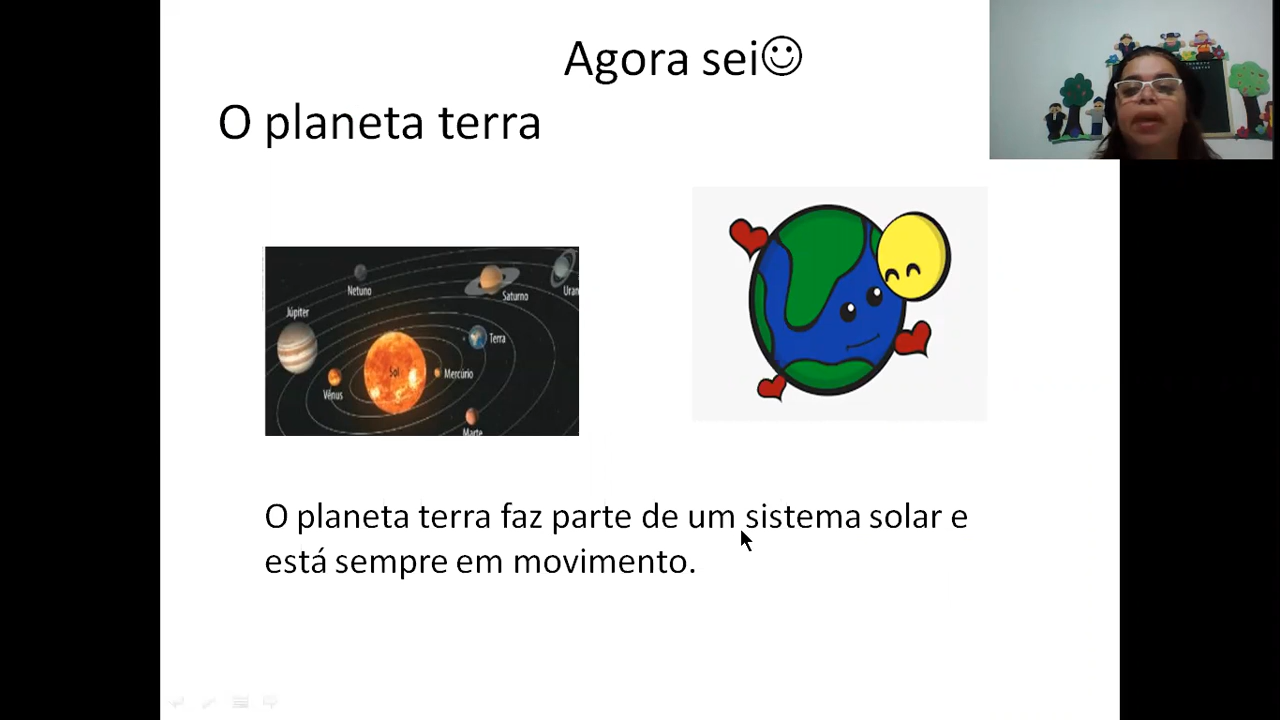 Agora sei☺
O planeta terra
Netuno
Saturno
Uran
Júpiter
Terra
Sol
Mercúrio
Vênus
Marte
O planeta terra faz parte de um sistema solar e
está sempre em movimento.